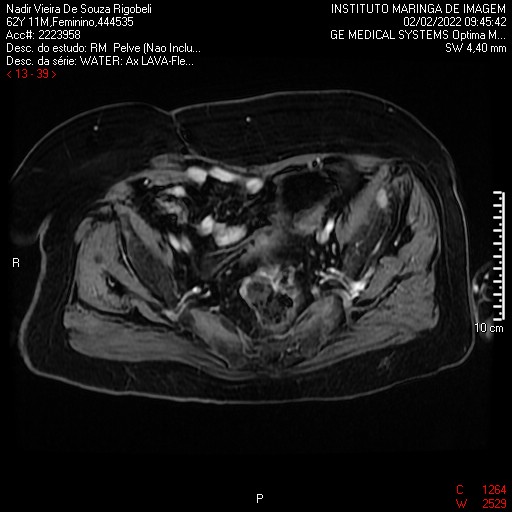 Nadir Vieira De Souza Rigobeli
62Y 11M,Feminino,444535
Acc#: 2223958
Desc. do estudo: RM Pelve (Nao Inclu...
Desc. da série: WATER: Ax LAVA-Fle...
< 13 - 39 >
INSTITUTO MARINGA DE IMAGEM
02/02/2022 09:45:42
GE MEDICAL SYSTEMS Optima M...
SW 4,40 mm
R
10 cm
P
C 1264
W 2529